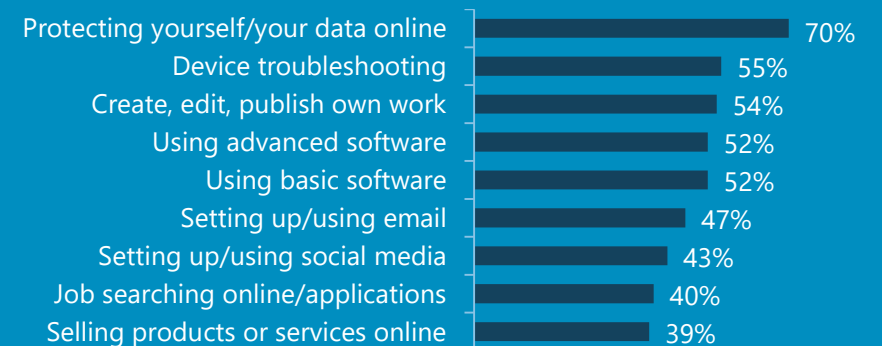 Protecting yourself/your data online 70%
Device troubleshooting 55%
Create, edit, publish own work 54%
Using advanced software 52%
Using basic software 52%
Setting up/using email 47%
Setting up/using social media 43%
Job searching online/applications 40%
Selling products or services online 39%